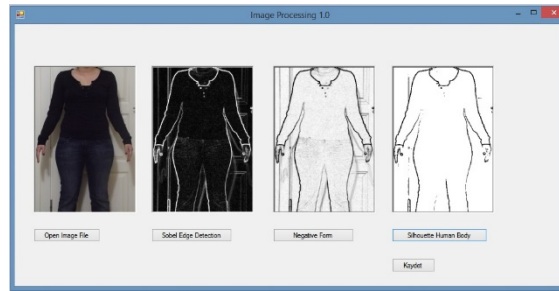 Image Processing 1.0
Open Image File
Sobel Edge Detection
Negative Form
Silhouette Human Body
Kaydet